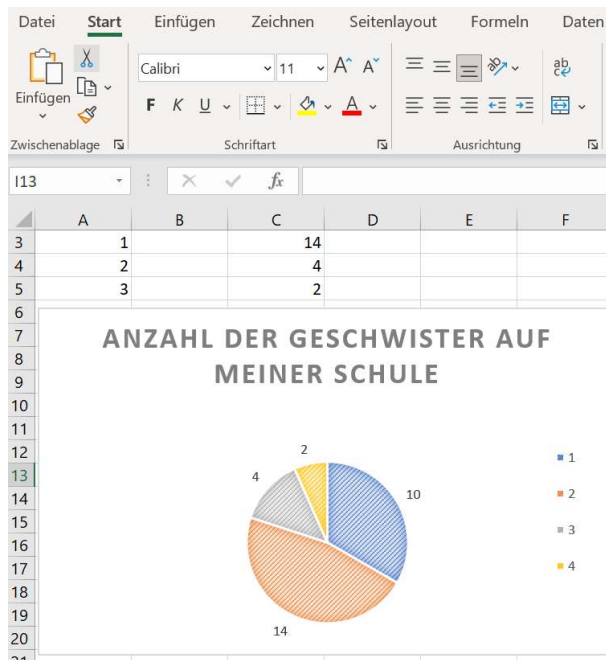 Datei Start Einfügen Zeichnen Seitenlayout Formeln Daten
Einfügen
Calibri 11 A A ab
F K U A
Zwischenablage Schriftart Ausrichtung
I13 fx
A B C D E F
3 1 14
4 2 4
5 3 2
6
7
8
9
10
11
12
13
14
15
16
17
18
19
20
ANZAHL DER GESCHWISTER AUF
MEINER SCHULE
2
4
10
14
1
2
3
4